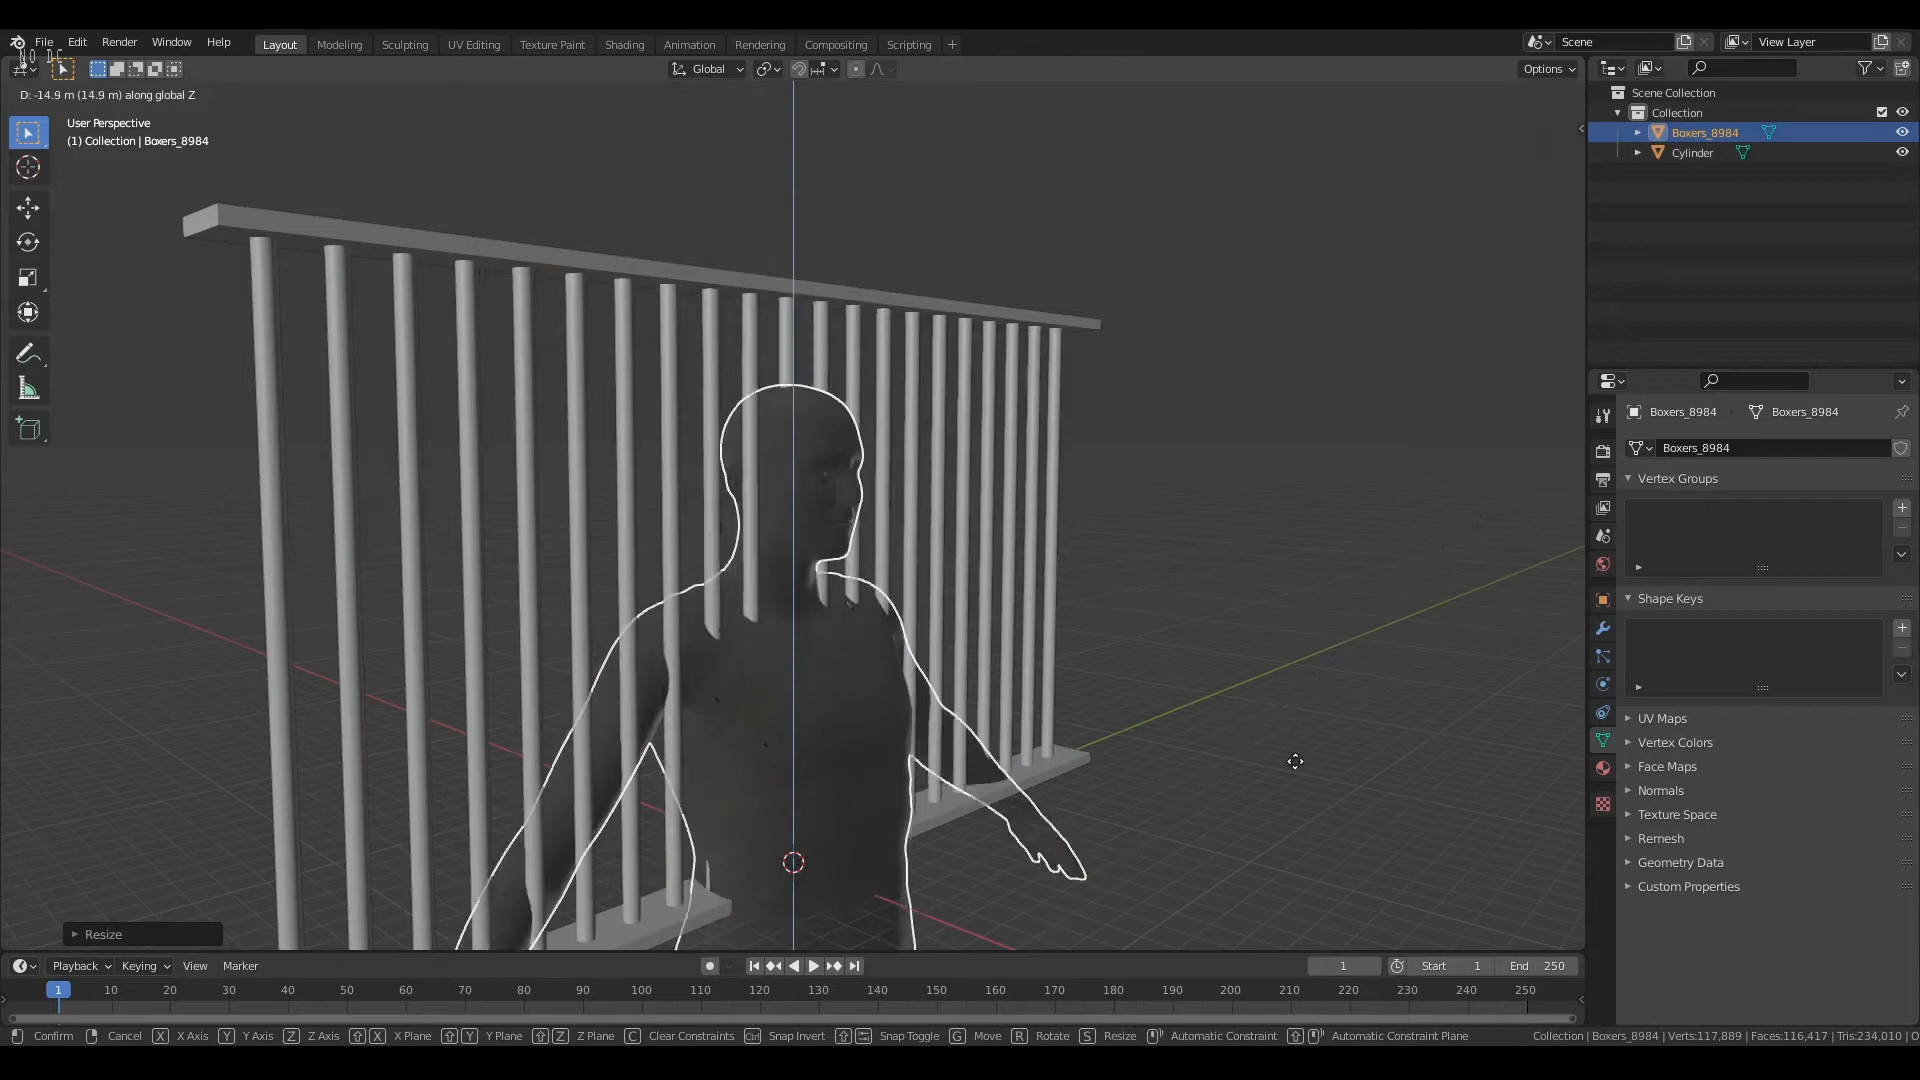 File Edit Render Window Help Layout Modeling Sculpting UV Editing Texture Paint Shading Animation Rendering Compositing Scripting + Scene View Layer
Global Options
D: -14.9 m (14.9 m) along global Z
User Perspective
(1) Collection | Boxers_8984
Scene Collection
Collection
Boxers_8984
Cylinder
Boxers_8984 Boxers_8984
Boxers_8984
Vertex Groups
Shape Keys
UV Maps
Vertex Colors
Face Maps
Normals
Texture Space
Remesh
Geometry Data
Custom Properties
Resize
Playback Keying View Marker 1 Start 1 End 250
1 10 20 30 40 50 60 70 80 90 100 110 120 130 140 150 160 170 180 190 200 210 220 230 240 250
Confirm Cancel X X Axis Y Y Axis Z Z Axis X X Plane Y Y Plane Z Z Plane C Clear Constraints Ctrl Snap Invert Snap Toggle G Move R Rotate S Resize Automatic Constraint Automatic Constraint Plane Collection | Boxers_8984 | Verts:117,889 | Faces:116,417 | Tris:234,010 | O